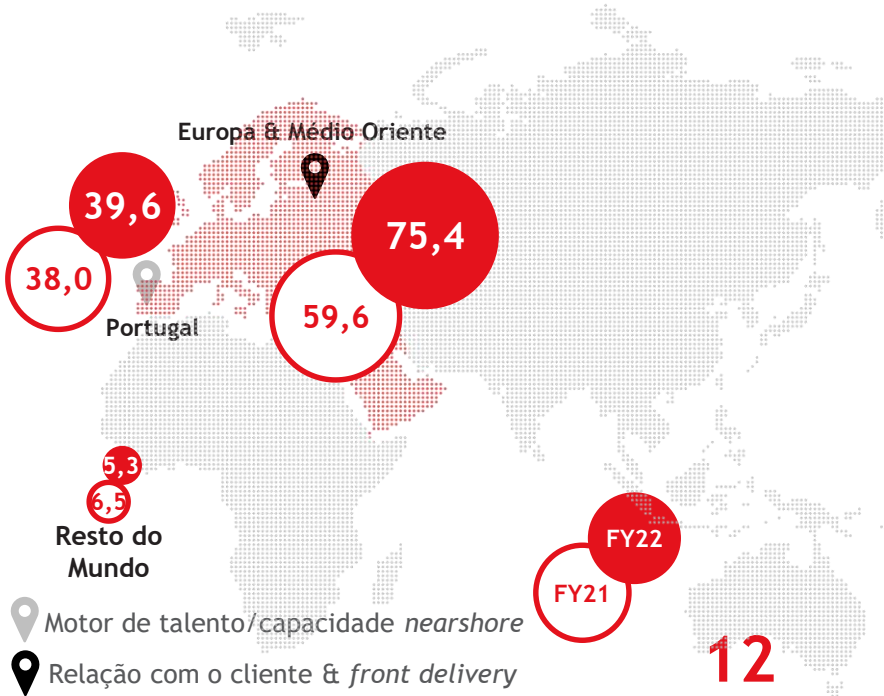 Europa & Médio Oriente
39,6
75,4
38,0
59,6
Portugal
5,3
6,5
Resto do
Mundo
FY22
FY21
Motor de talento/capacidade nearshore
12
Relação com o cliente & front delivery